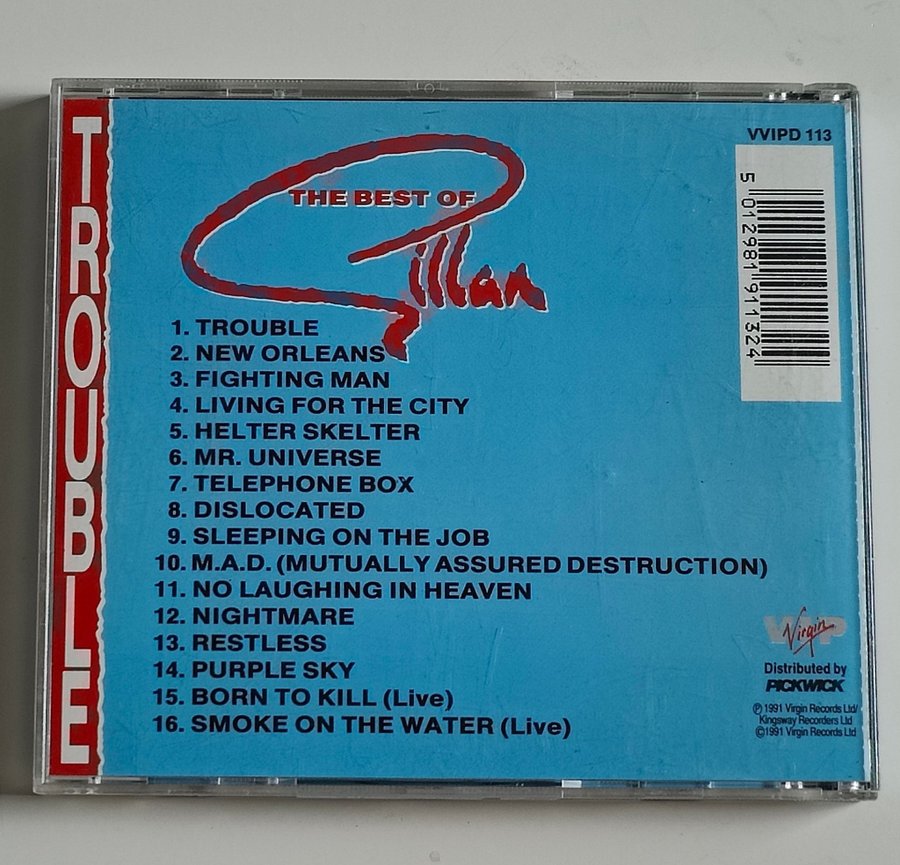 TROUBLE
VVIPD 113
THE BEST OF
Gillan
5 012981 911324
1. TROUBLE
2. NEW ORLEANS
3. FIGHTING MAN
4. LIVING FOR THE CITY
5. HELTER SKELTER
6. MR. UNIVERSE
7. TELEPHONE BOX
8. DISLOCATED
9. SLEEPING ON THE JOB
10. M.A.D. (MUTUALLY ASSURED DESTRUCTION)
11. NO LAUGHING IN HEAVEN
12. NIGHTMARE
13. RESTLESS
14. PURPLE SKY
15. BORN TO KILL (Live)
16. SMOKE ON THE WATER (Live)
VVIP
Virgin
Distributed by
PICKWICK
℗ 1991 Virgin Records Ltd/
Kingsway Recorders Ltd
©1991 Virgin Records Ltd